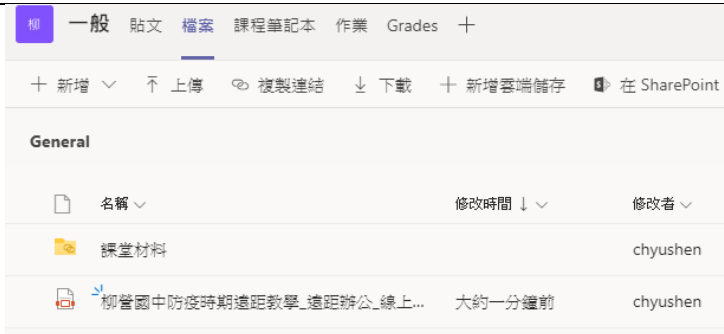 柳 一般 貼文 檔案 課程筆記本 作業 Grades +
+ 新增 上傳 複製連結 下載 + 新增雲端儲存 在 SharePoint
General
名稱 修改時間 ↓ 修改者
課堂材料 chyushen
柳營國中防疫時期遠距教學_遠距辦公_線上... 大約一分鐘前 chyushen